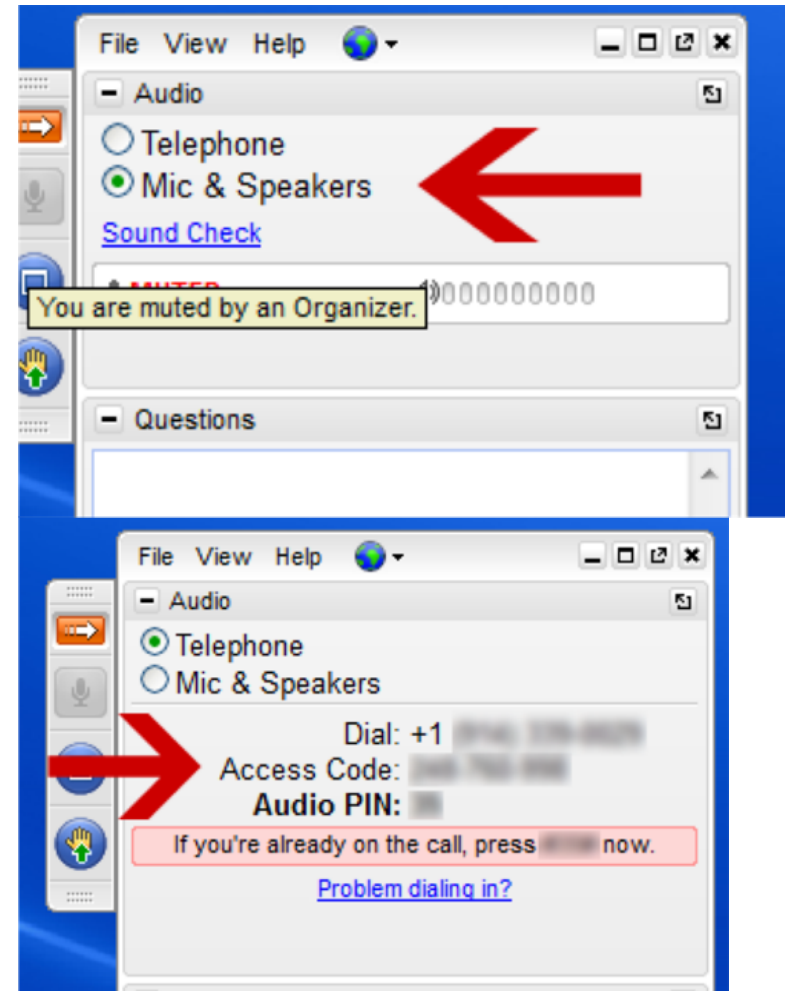 File View Help
Audio
Telephone
Mic & Speakers
Sound Check
MUTED
You are muted by an Organizer.
Questions
File View Help
Audio
Telephone
Mic & Speakers
Dial: +1
Access Code:
Audio PIN:
If you're already on the call, press now.
Problem dialing in?